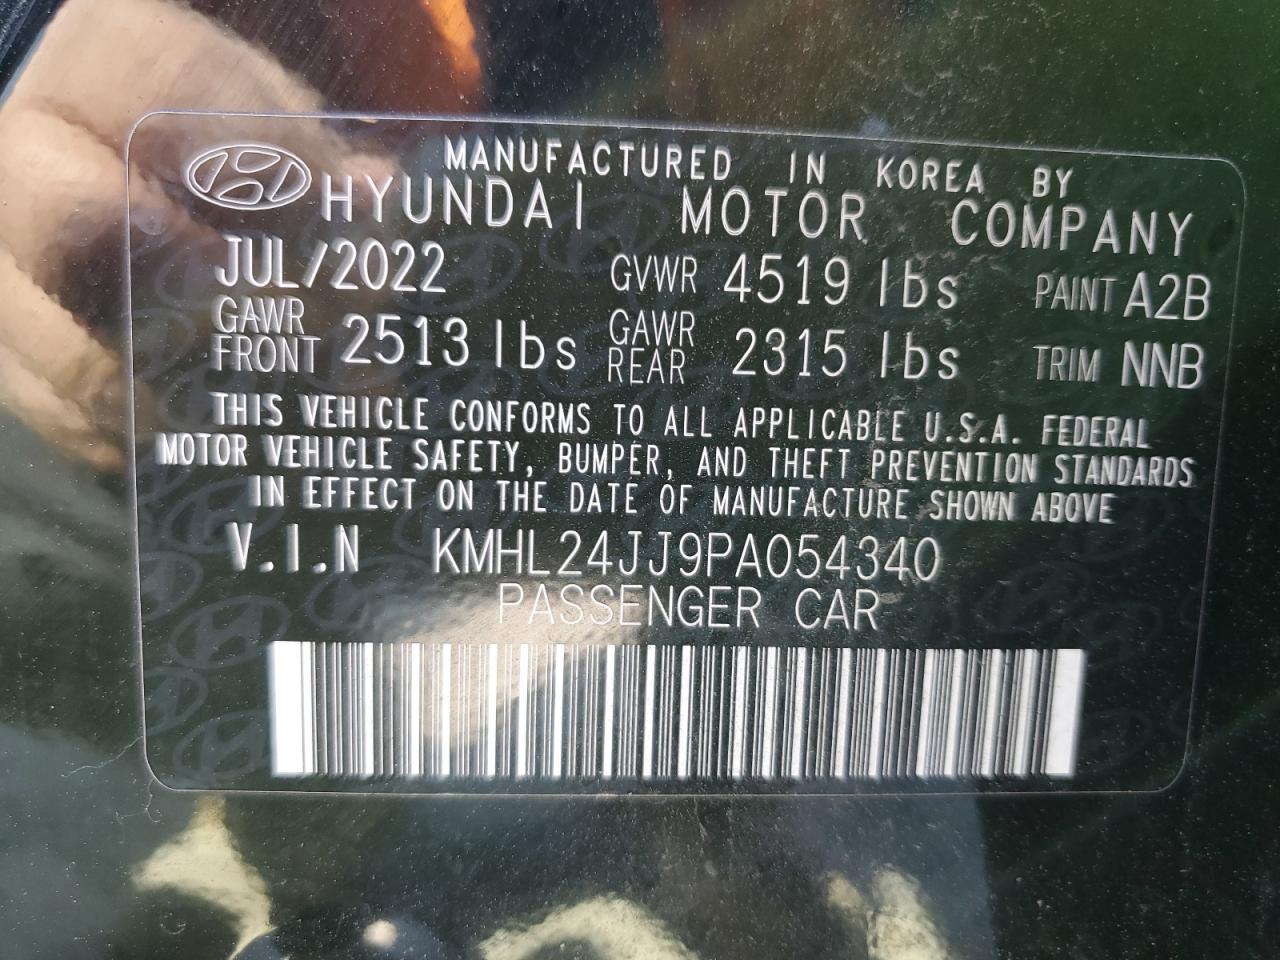 MANUFACTURED IN KOREA BY
HYUNDAI MOTOR COMPANY
JUL/2022 GVWR 4519 lbs PAINT A2B
GAWR FRONT 2513 lbs GAWR REAR 2315 lbs TRIM NNB
THIS VEHICLE CONFORMS TO ALL APPLICABLE U.S.A. FEDERAL
MOTOR VEHICLE SAFETY, BUMPER, AND THEFT PREVENTION STANDARDS
IN EFFECT ON THE DATE OF MANUFACTURE SHOWN ABOVE
V.I.N KMHL24JJ9PA054340
PASSENGER CAR